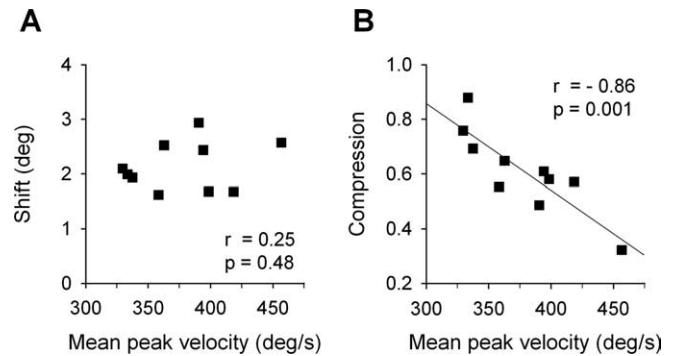 A
4
3
2
1
0
Shift (deg)
r = 0.25
p = 0.48
300 350 400 450
Mean peak velocity (deg/s)
B
1.0
0.8
0.6
0.4
0.2
Compression
r = - 0.86
p = 0.001
300 350 400 450
Mean peak velocity (deg/s)